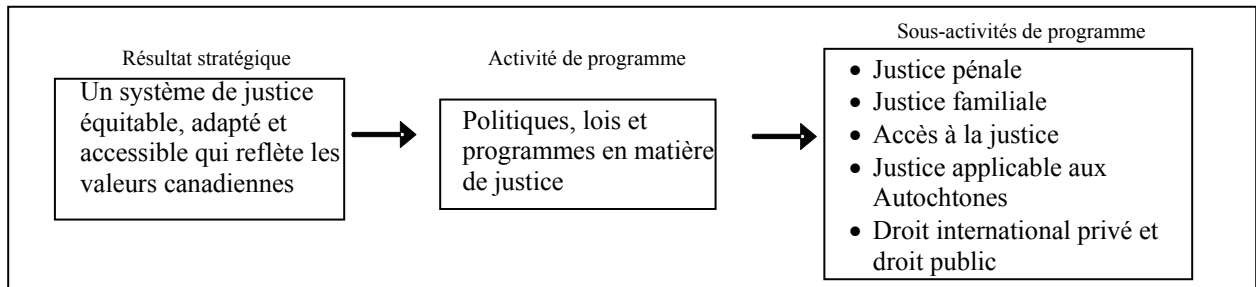 Résultat stratégique
Un système de justice
équitable, adapté et
accessible qui reflète les
valeurs canadiennes
Activité de programme
Politiques, lois et
programmes en matière
de justice
Sous-activités de programme
• Justice pénale
• Justice familiale
• Accès à la justice
• Justice applicable aux
Autochtones
• Droit international privé et
droit public